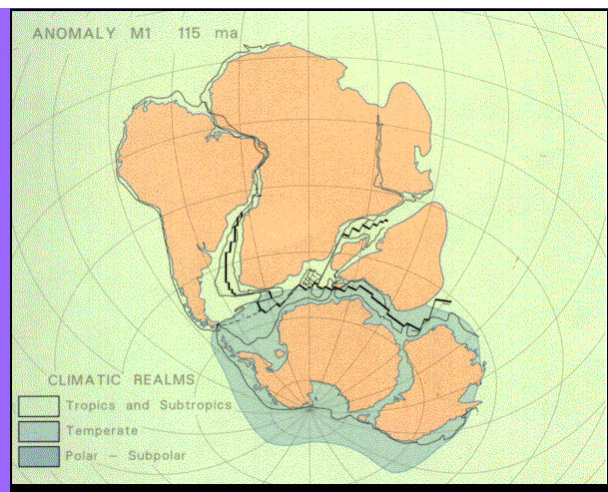 ANOMALY M1 115 ma
CLIMATIC REALMS
Tropics and Subtropics
Temperate
Polar - Subpolar